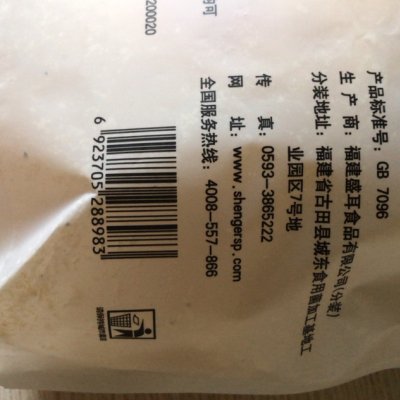 产品标准号: GB 7096
生 产 商: 福建盛耳食品有限公司(分装)
分装地址: 福建省古田县城东食用菌加工基地工
业园区7号地
传 真: 0593-3865222
网 址: www.shengersp.com
全国服务热线: 4008-557-866
6 923705 288983
200020